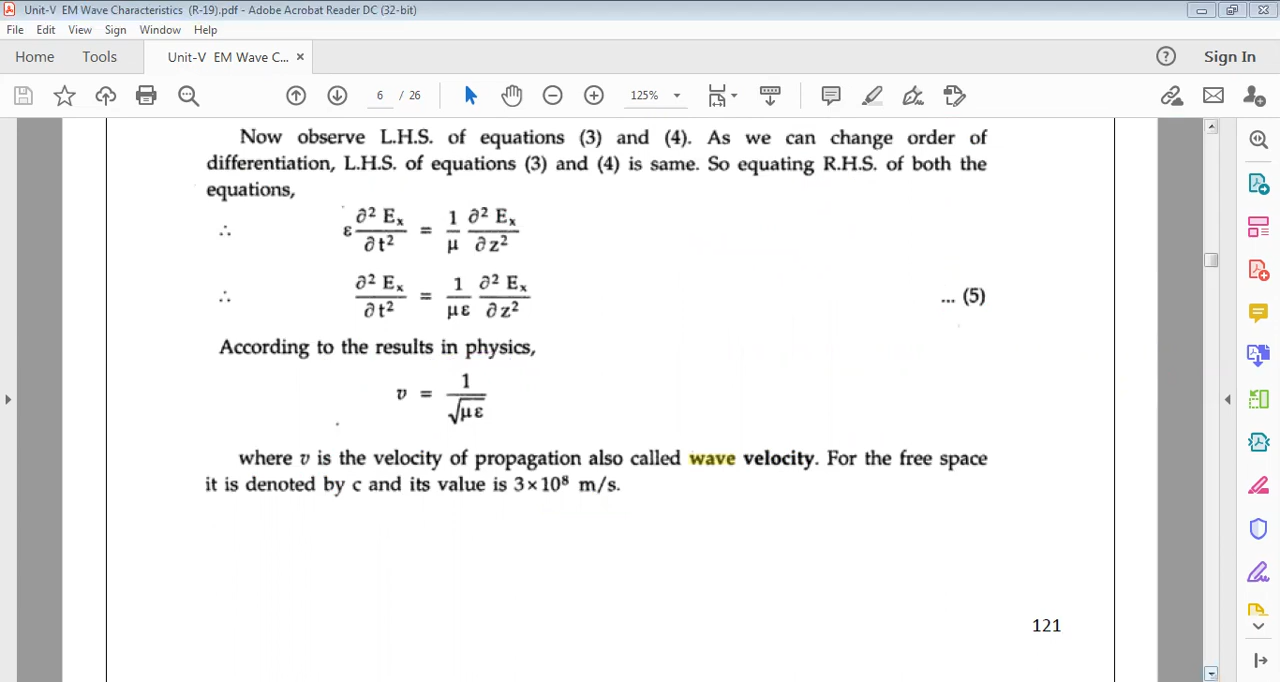 Unit-V EM Wave Characteristics (R-19).pdf - Adobe Acrobat Reader DC (32-bit)
File Edit View Sign Window Help
Home Tools Unit-V EM Wave C... × Sign In
6 / 26 125%
Now observe L.H.S. of equations (3) and (4). As we can change order of
differentiation, L.H.S. of equations (3) and (4) is same. So equating R.H.S. of both the
equations,
∴ ε ∂² Eₓ / ∂t² = 1/μ ∂² Eₓ / ∂z²
∴ ∂² Eₓ / ∂t² = 1/με ∂² Eₓ / ∂z² ... (5)
According to the results in physics,
v = 1/√με
where v is the velocity of propagation also called wave velocity. For the free space
it is denoted by c and its value is 3×10⁸ m/s.
121